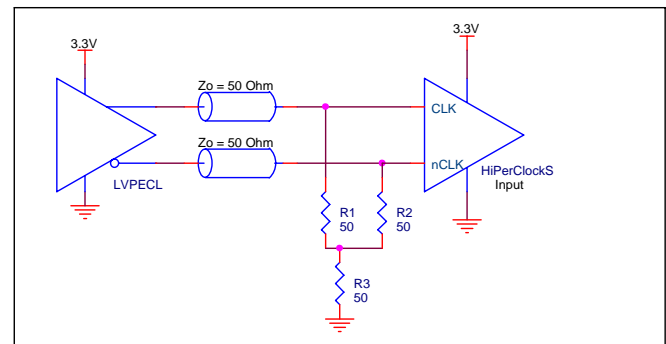 3.3V
3.3V
Zo = 50 Ohm
CLK
Zo = 50 Ohm
nCLK
LVPECL
HiPerClockS
Input
R1
50
R2
50
R3
50